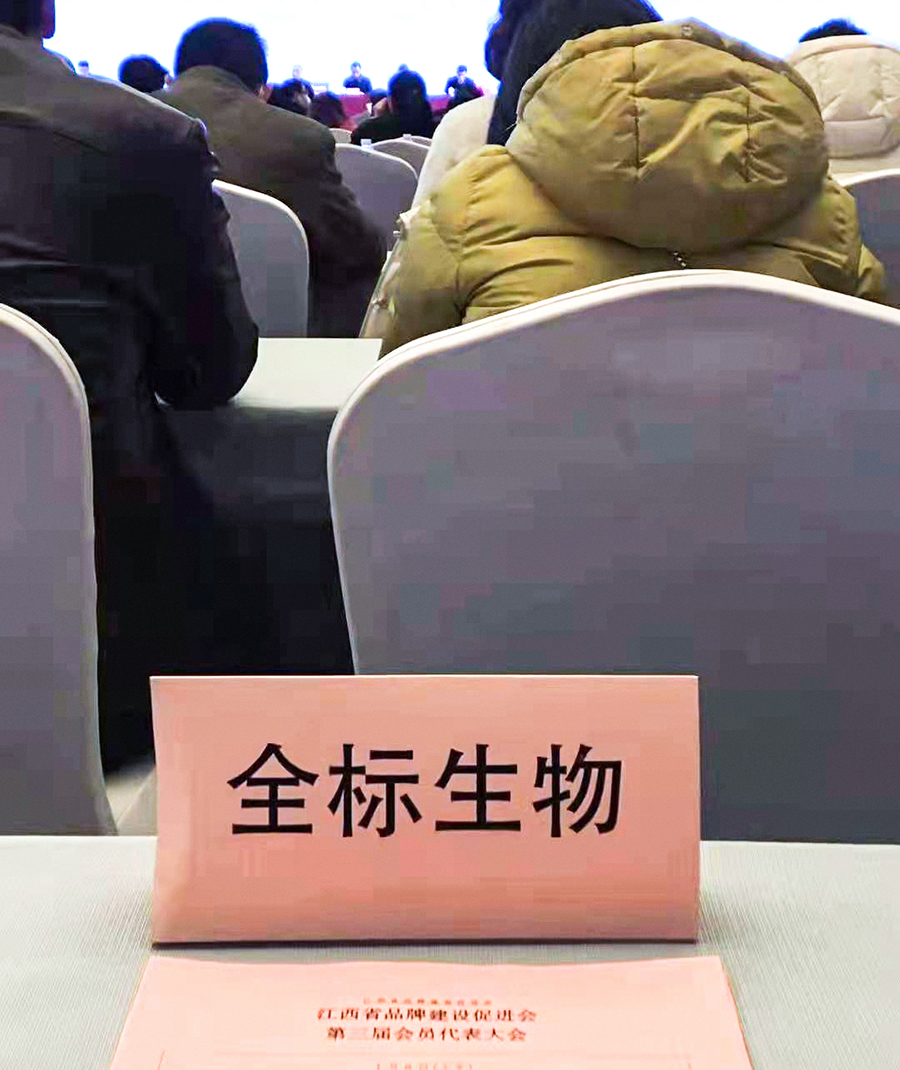 全标生物
江西省品牌建设促进会
第三届会员代表大会